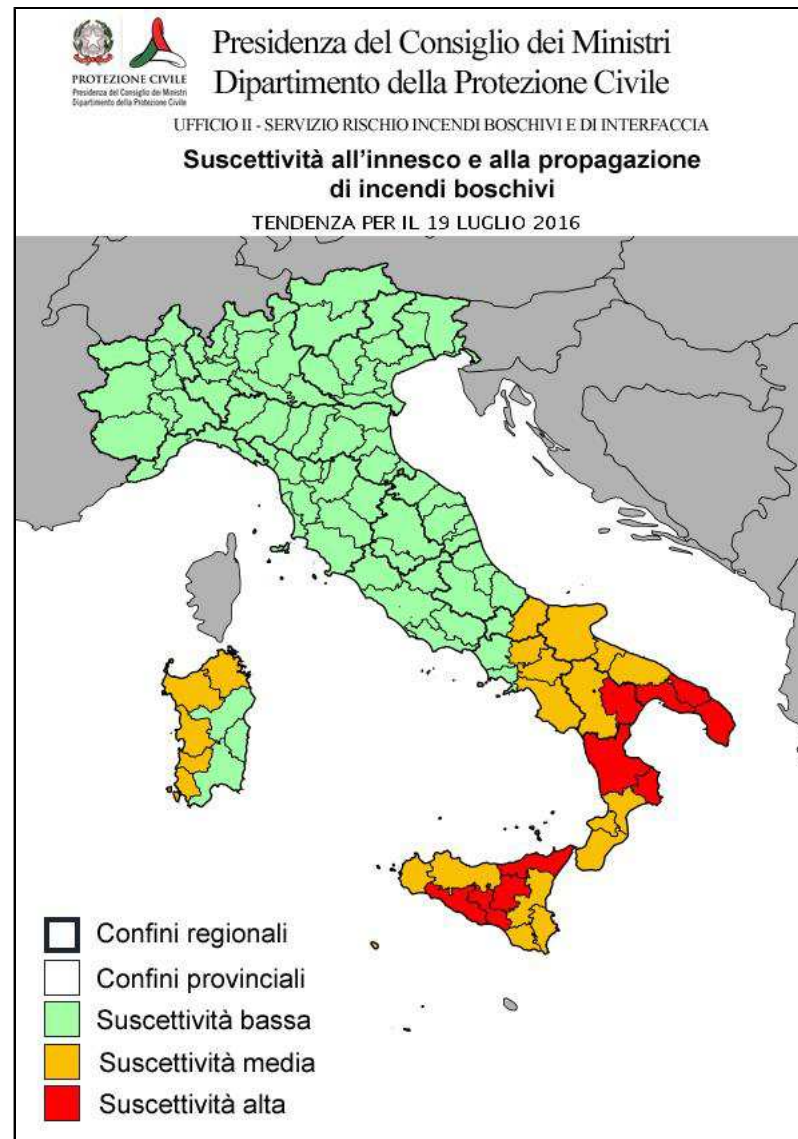 PROTEZIONE CIVILE
Presidenza del Consiglio dei Ministri
Dipartimento della Protezione Civile
Presidenza del Consiglio dei Ministri
Dipartimento della Protezione Civile
UFFICIO II - SERVIZIO RISCHIO INCENDI BOSCHIVI E DI INTERFACCIA
Suscettività all'innesco e alla propagazione
di incendi boschivi
TENDENZA PER IL 19 LUGLIO 2016
Confini regionali
Confini provinciali
Suscettività bassa
Suscettività media
Suscettività alta